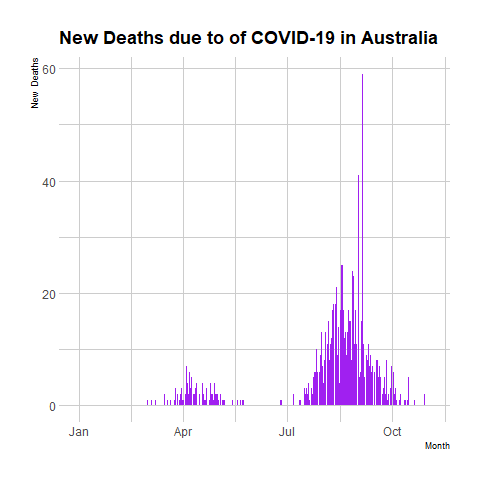 New Deaths due to of COVID-19 in Australia
New Deaths
60
40
20
0
Jan Apr Jul Oct
Month